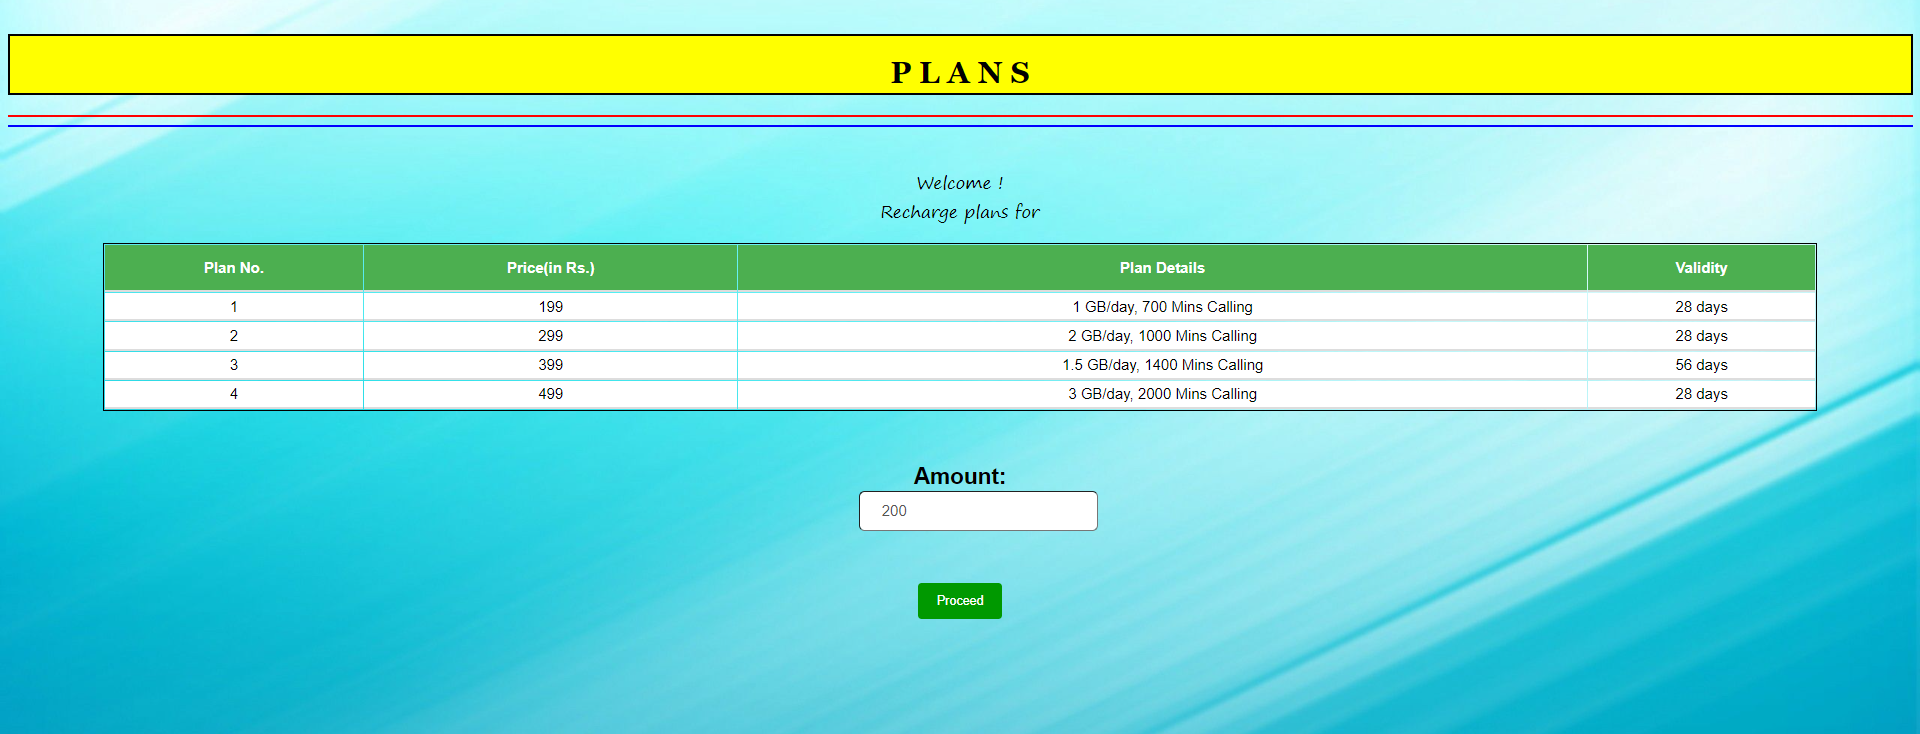 PLANS
Welcome !
Recharge plans for
Plan No. Price(in Rs.) Plan Details Validity
1 199 1 GB/day, 700 Mins Calling 28 days
2 299 2 GB/day, 1000 Mins Calling 28 days
3 399 1.5 GB/day, 1400 Mins Calling 56 days
4 499 3 GB/day, 2000 Mins Calling 28 days
Amount:
200
Proceed